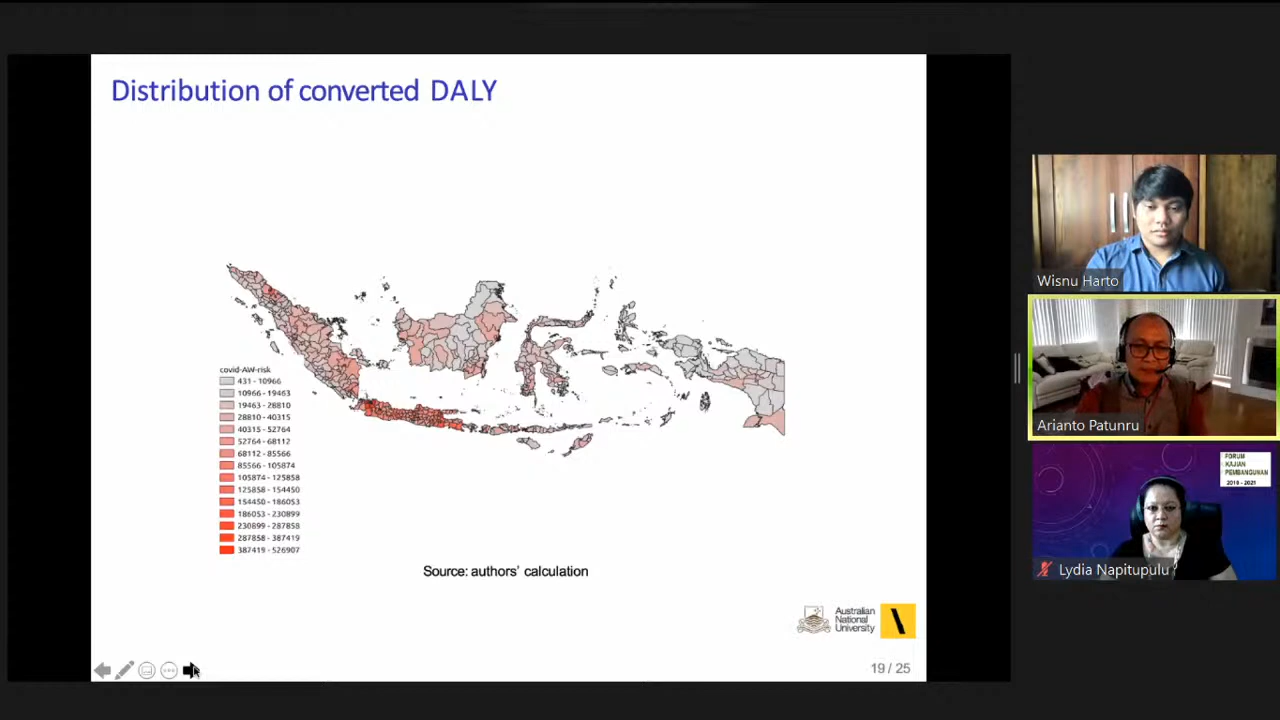 Distribution of converted DALY
covid-AW-risk
431 - 10966
10966 - 19463
19463 - 28810
28810 - 40315
40315 - 52764
52764 - 68112
68112 - 85566
85566 - 105874
105874 - 125858
125858 - 154450
154450 - 186053
186053 - 230899
230899 - 287858
287858 - 387419
387419 - 526907
Source: authors' calculation
Australian
National
University
19 / 25
Wisnu Harto
Arianto Patunru
FORUM
KAJIAN
PEMBANGUNAN
2010 - 2021
Lydia Napitupulu